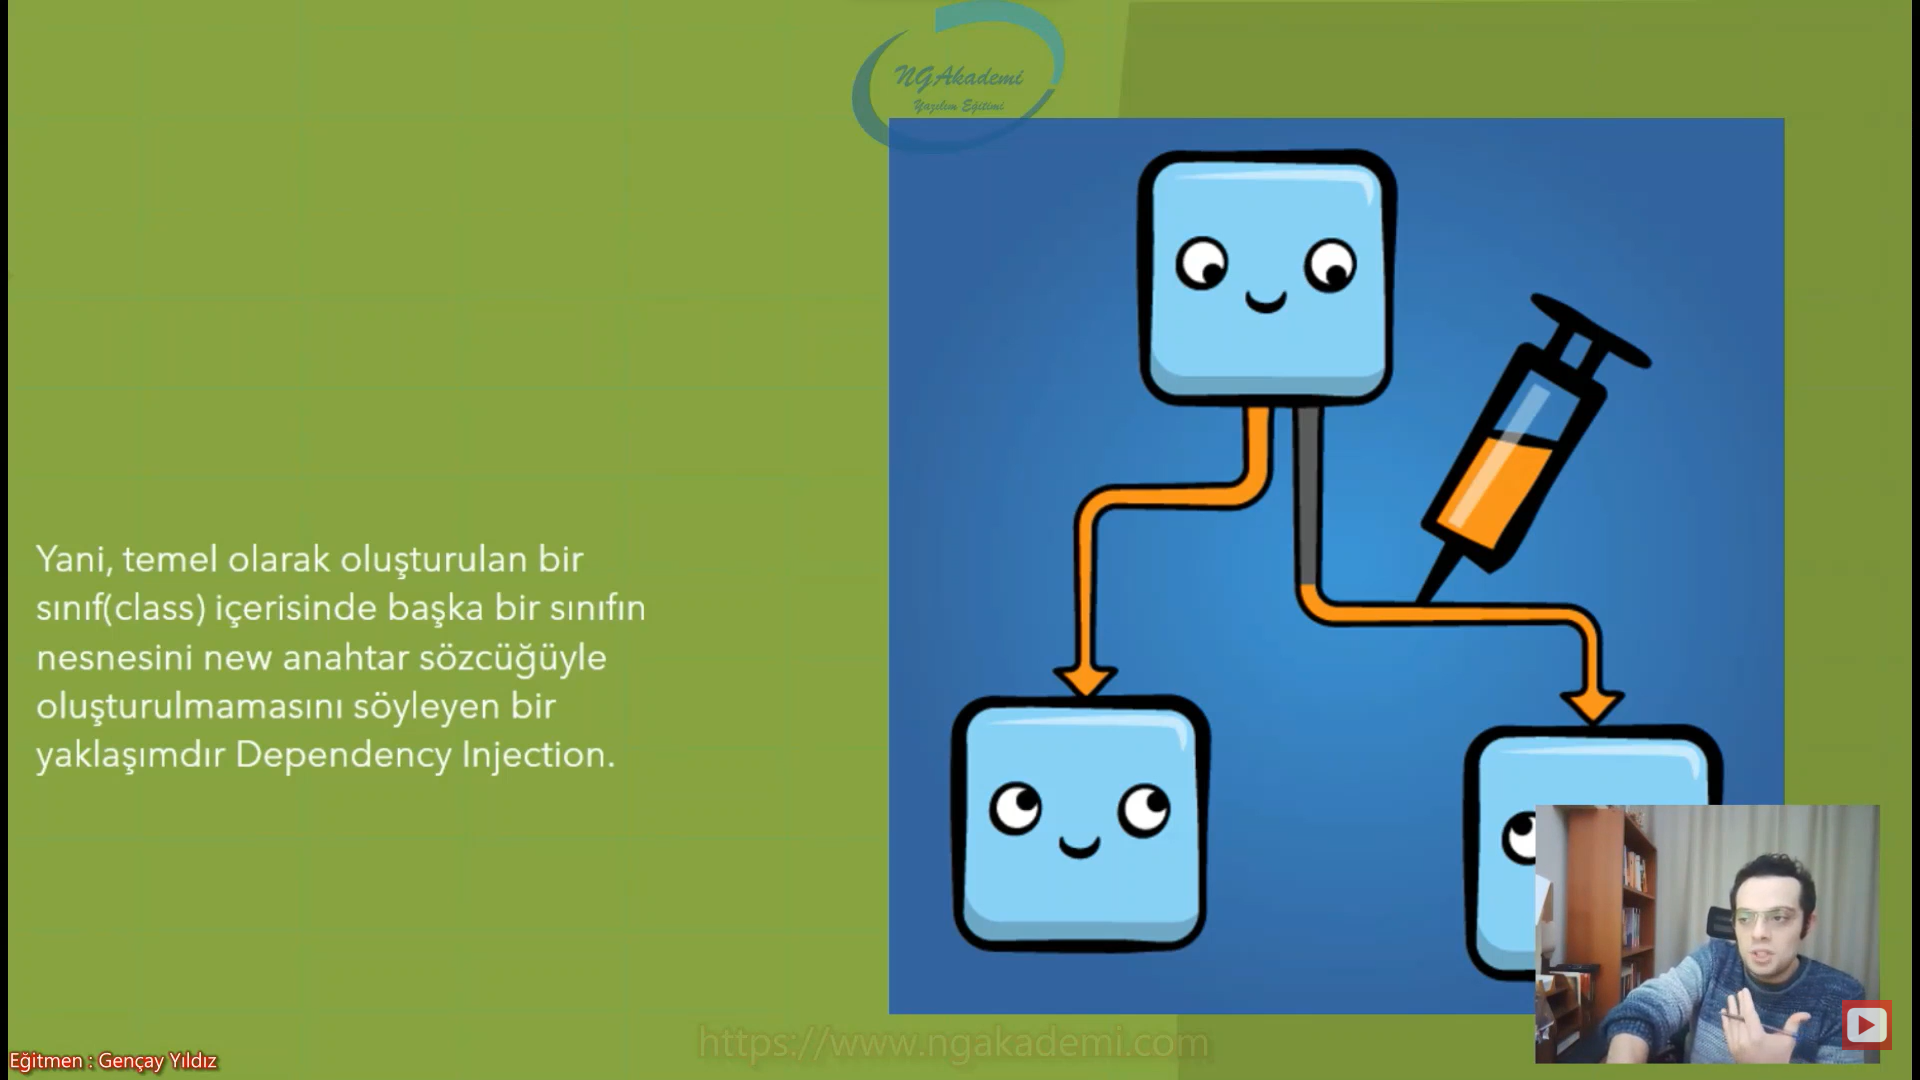 NGAkademi
Yazılım Eğitimi
Yani, temel olarak oluşturulan bir
sınıf(class) içerisinde başka bir sınıfın
nesnesini new anahtar sözcüğüyle
oluşturulmamasını söyleyen bir
yaklaşımdır Dependency Injection.
https://www.ngakademi.com
Eğitmen : Gençay Yıldız